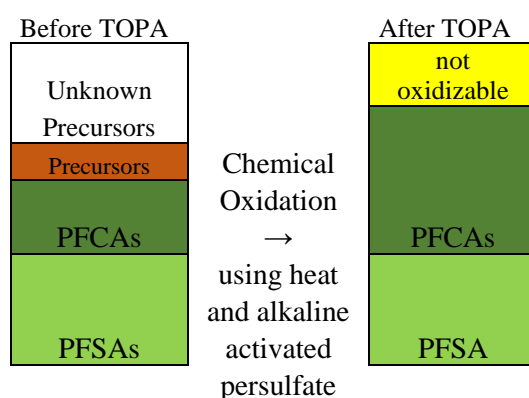 Before TOPA
Unknown
Precursors
Precursors
PFCAs
PFSAs
Chemical
Oxidation
→
using heat
and alkaline
activated
persulfate
After TOPA
not
oxidizable
PFCAs
PFSA